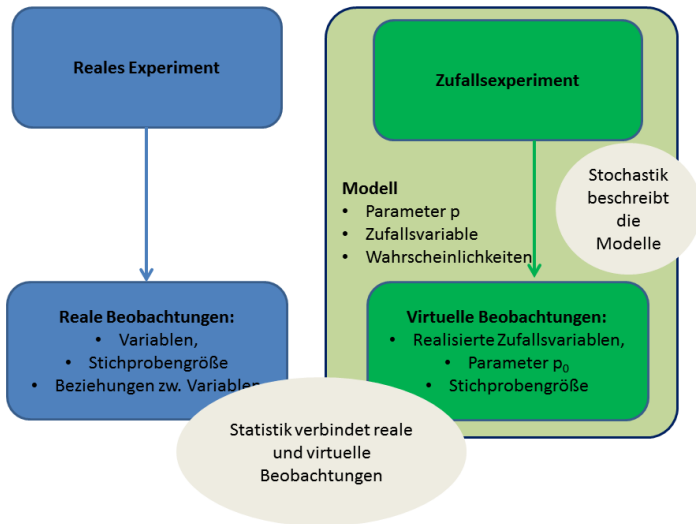 Reales Experiment
Zufallsexperiment
Modell
• Parameter p
• Zufallsvariable
• Wahrscheinlichkeiten
Stochastik
beschreibt
die
Modelle
Reale Beobachtungen:
• Variablen,
• Stichprobengröße
• Beziehungen zw. Variablen
Virtuelle Beobachtungen:
• Realisierte Zufallsvariablen,
• Parameter p₀
• Stichprobengröße
Statistik verbindet reale
und virtuelle
Beobachtungen